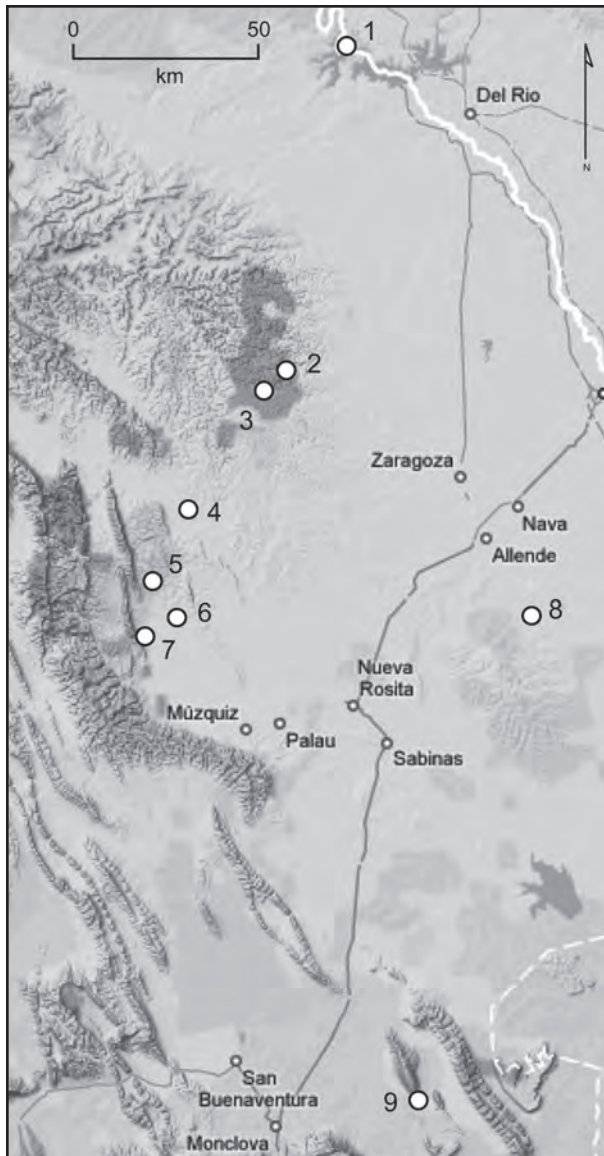 0 50
km
1
Del Rio
N
2
3
Zaragoza
4
Nava
Allende
5
6
8
7
Nueva
Rosita
Múzquiz
Palau
Sabinas
San
Buenaventura
9
Monclova